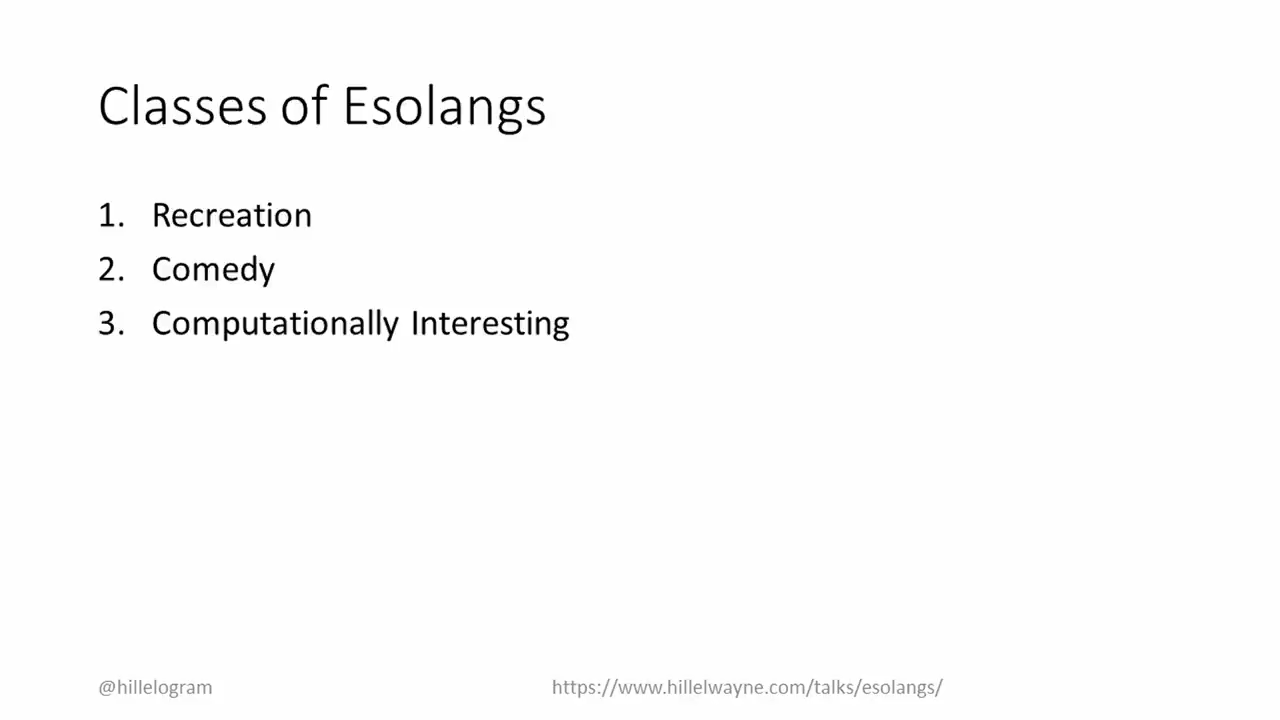 Classes of Esolangs
1. Recreation
2. Comedy
3. Computationally Interesting
@hillelogram
https://www.hillelwayne.com/talks/esolangs/